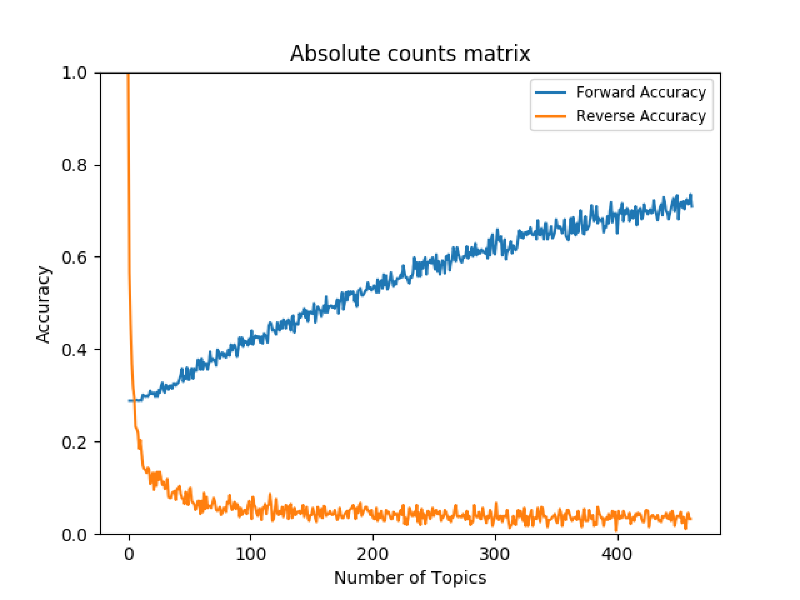 Absolute counts matrix
Forward Accuracy
Reverse Accuracy
1.0
0.8
0.6
0.4
0.2
0.0
Accuracy
0
100
200
300
400
Number of Topics